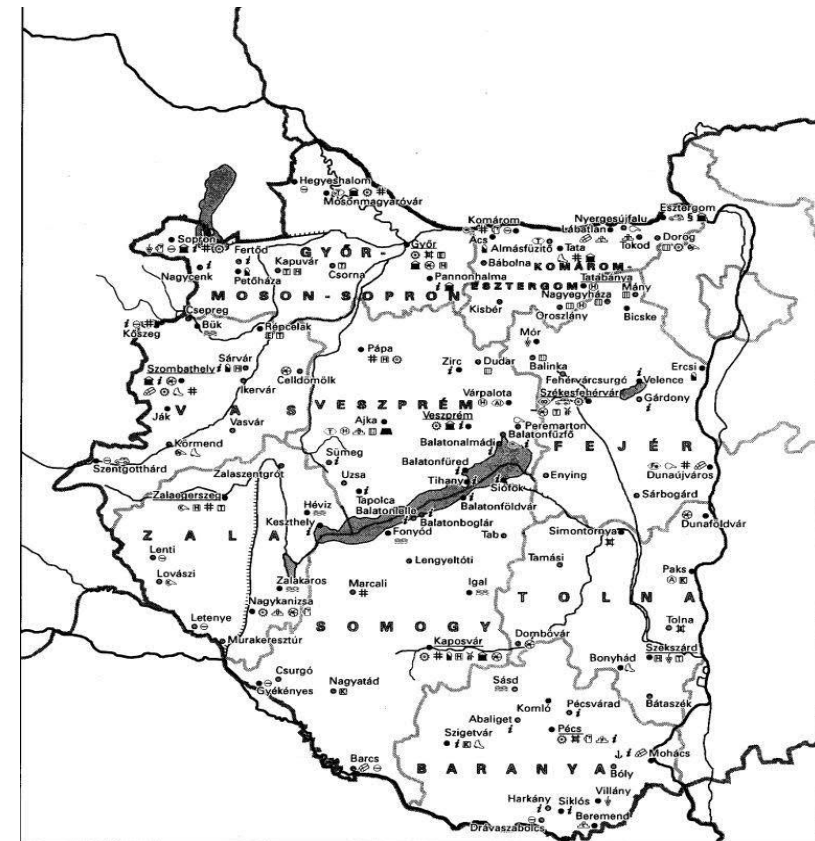 Hegyeshalom
Mosonmagyaróvár
Sopron
Fertőd
GYŐR-
Győr
Komárom
Ács
Almásfüzitő
Nyergesújfalu
Lábatlan
Esztergom
Tata
Tokod
Dorog
Nagycenk
Kapuvár
Petőháza
Csorna
Pannonhalma
Bábolna
KOMÁROM-
ESZTERGOM
Tatabánya
MOSON-SOPRON
Nagyegyháza
Mány
Kisbér
Oroszlány
Bicske
Csepreg
Kőszeg
Bük
Répcelak
Mór
Pápa
Zirc
Dudar
Balinka
Szombathely
Sárvár
Celldömölk
Ikervár
Fehérvárcsurgó
Velence
Ercsi
Székesfehérvár
Gárdony
Ják
VAS
Vasvár
VESZPRÉM
Várpalota
Ajka
Veszprém
Peremarton
Balatonfűzfő
Balatonalmádi
FEJÉR
Körmend
Szentgotthárd
Sümeg
Zalaszentgrót
Uzsa
Balatonfüred
Tihany
Siófok
Enying
Dunaújváros
Zalaegerszeg
Tapolca
Hévíz
Balatonlelle
Balatonföldvár
Sárbogárd
Keszthely
Balatonboglár
Fonyód
Tab
Simontornya
Dunaföldvár
ZALA
Lenti
Lengyeltóti
Tamási
Lovászi
Zalakaros
Marcali
Igal
Paks
TOLNA
Nagykanizsa
Letenye
Murakeresztúr
SOMOGY
Tolna
Kaposvár
Dombóvár
Szekszárd
Bonyhád
Csurgó
Gyékényes
Nagyatád
Sásd
Komló
Pécsvárad
Bátaszék
Abaliget
Szigetvár
Pécs
Mohács
Barcs
BARANYA
Bóly
Harkány
Siklós
Villány
Drávaszabolcs
Beremend